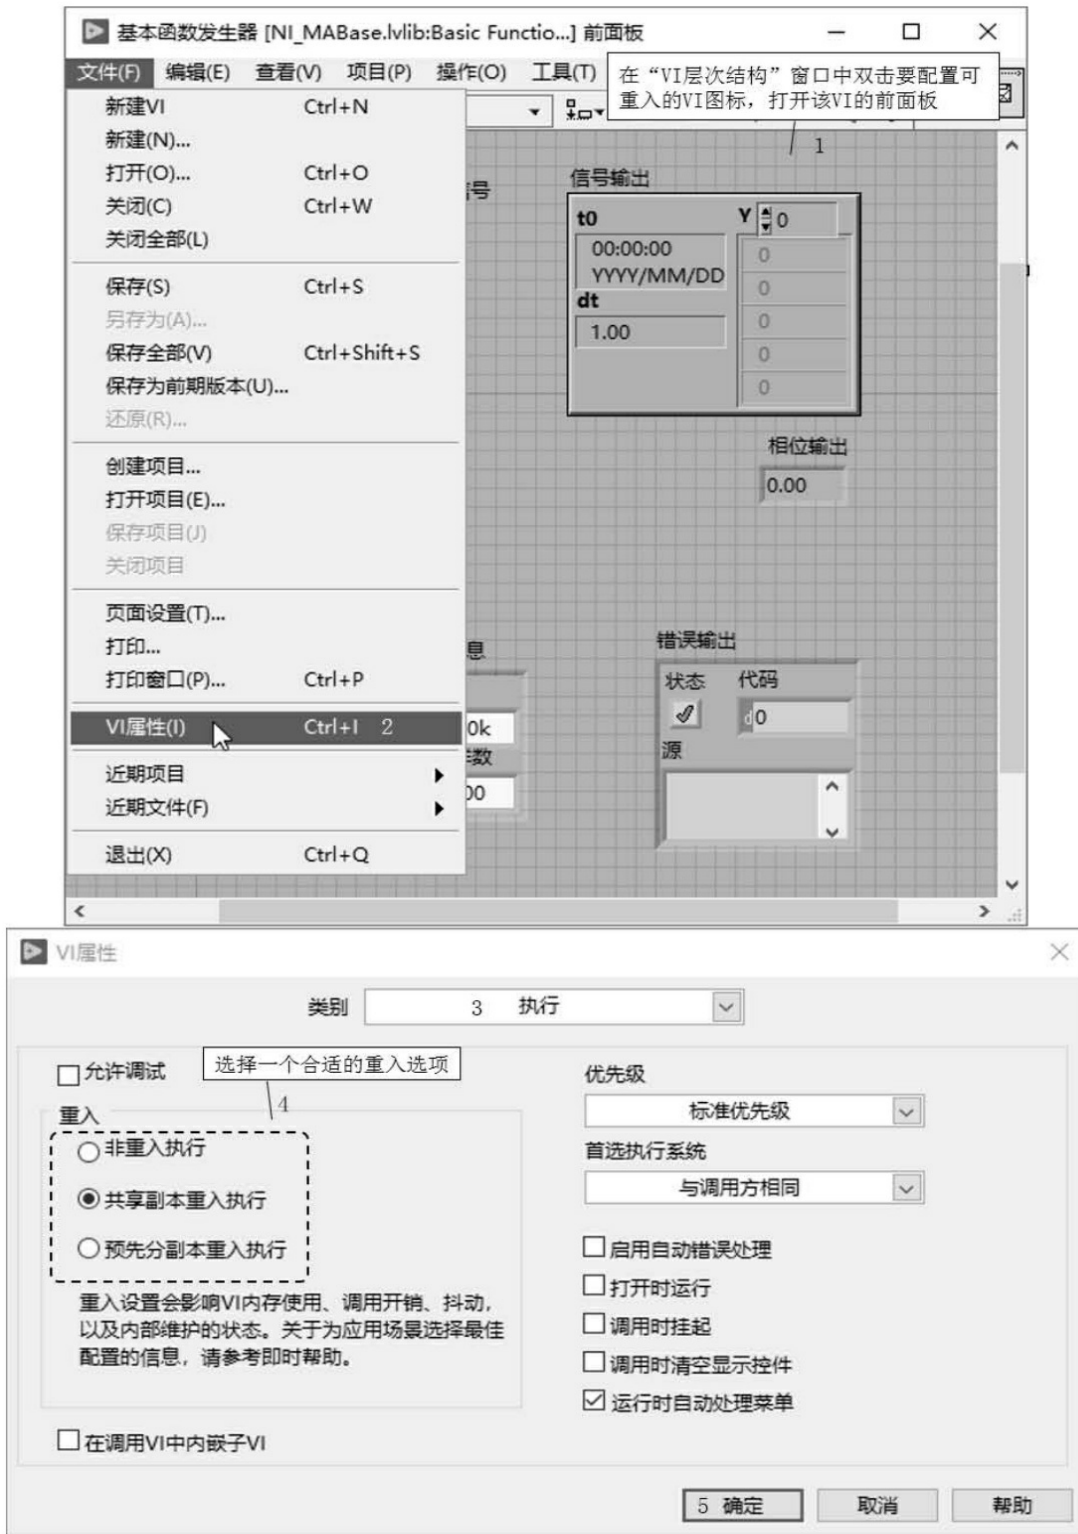 基本函数发生器 [NI_MABase.lvlib:Basic Functio...] 前面板
文件(F) 编辑(E) 查看(V) 项目(P) 操作(O) 工具(T)
在“VI层次结构”窗口中双击要配置可
重入的VI图标，打开该VI的前面板
1
新建VI Ctrl+N
新建(N)...
打开(O)... Ctrl+O
关闭(C) Ctrl+W
关闭全部(L)
保存(S) Ctrl+S
另存为(A)...
保存全部(V) Ctrl+Shift+S
保存为前期版本(U)...
还原(R)...
创建项目...
打开项目(E)...
保存项目(J)
关闭项目
页面设置(T)...
打印...
打印窗口(P)... Ctrl+P
VI属性(I) Ctrl+I 2
近期项目
近期文件(F)
退出(X) Ctrl+Q
号
信号输出
t0
00:00:00
YYYY/MM/DD
dt
1.00
Y 0
0
0
0
0
0
相位输出
0.00
息
0k
数
00
错误输出
状态 代码
d0
源
VI属性
类别 3 执行
允许调试
选择一个合适的重入选项
4
重入
非重入执行
共享副本重入执行
预先分副本重入执行
重入设置会影响VI内存使用、调用开销、抖动，
以及内部维护的状态。关于为应用场景选择最佳
配置的信息，请参考即时帮助。
在调用VI中内嵌子VI
优先级
标准优先级
首选执行系统
与调用方相同
启用自动错误处理
打开时运行
调用时挂起
调用时清空显示控件
运行时自动处理菜单
5 确定 取消 帮助